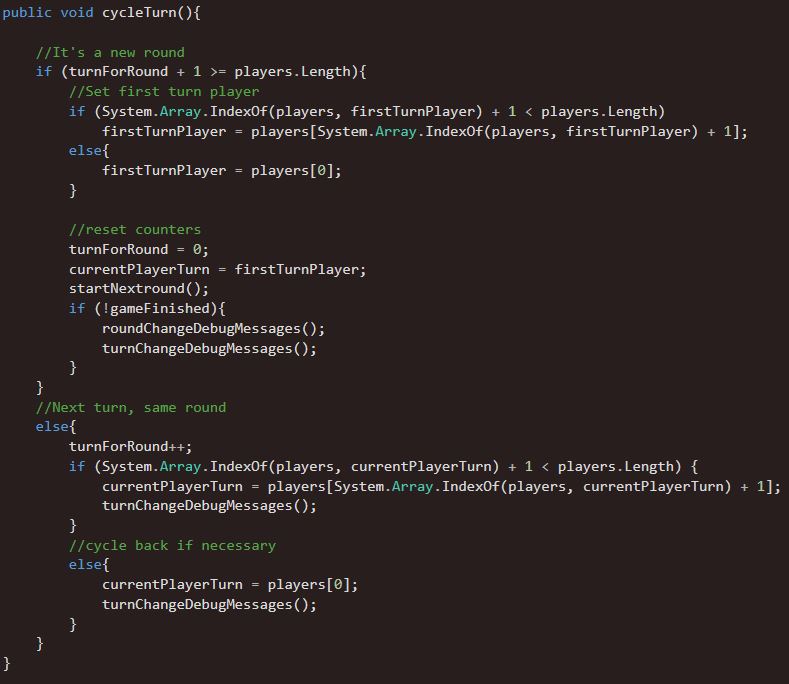 public void cycleTurn(){
//It's a new round
if (turnForRound + 1 >= players.Length){
//Set first turn player
if (System.Array.IndexOf(players, firstTurnPlayer) + 1 < players.Length)
firstTurnPlayer = players[System.Array.IndexOf(players, firstTurnPlayer) + 1];
else{
firstTurnPlayer = players[0];
}
//reset counters
turnForRound = 0;
currentPlayerTurn = firstTurnPlayer;
startNextround();
if (!gameFinished){
roundChangeDebugMessages();
turnChangeDebugMessages();
}
}
//Next turn, same round
else{
turnForRound++;
if (System.Array.IndexOf(players, currentPlayerTurn) + 1 < players.Length) {
currentPlayerTurn = players[System.Array.IndexOf(players, currentPlayerTurn) + 1];
turnChangeDebugMessages();
}
//cycle back if necessary
else{
currentPlayerTurn = players[0];
turnChangeDebugMessages();
}
}
}